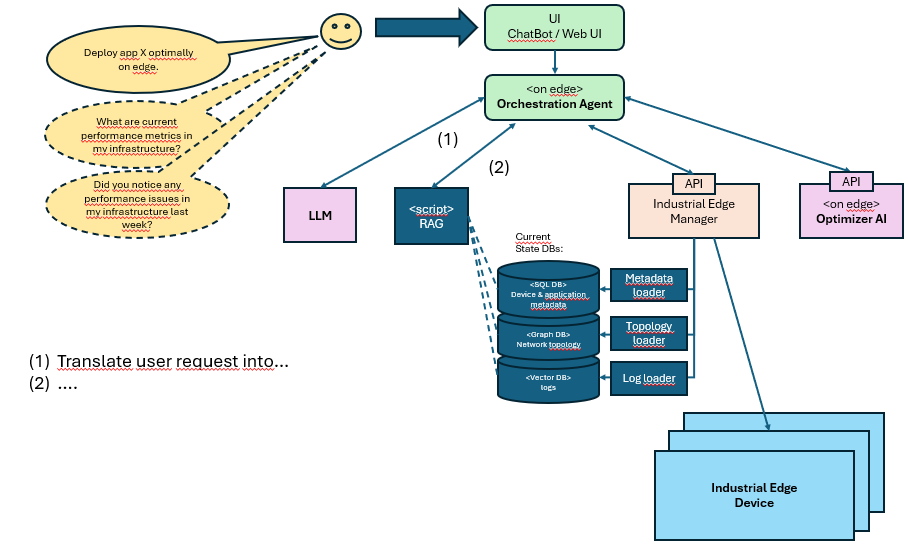 UI
ChatBot / Web UI
Deploy app X optimally
on edge.
<on edge>
Orchestration Agent
What are current
performance metrics in
my infrastructure?
(1)
(2)
Did you notice any
performance issues in
my infrastructure last
week?
LLM
<script>
RAG
API
Industrial Edge
Manager
API
<on edge>
Optimizer AI
Current
State DBs:
<SQL DB>
Device & application
metadata
Metadata
loader
<Graph DB>
Network topology
Topology
loader
<Vector DB>
logs
Log loader
(1) Translate user request into...
(2) ....
Industrial Edge
Device